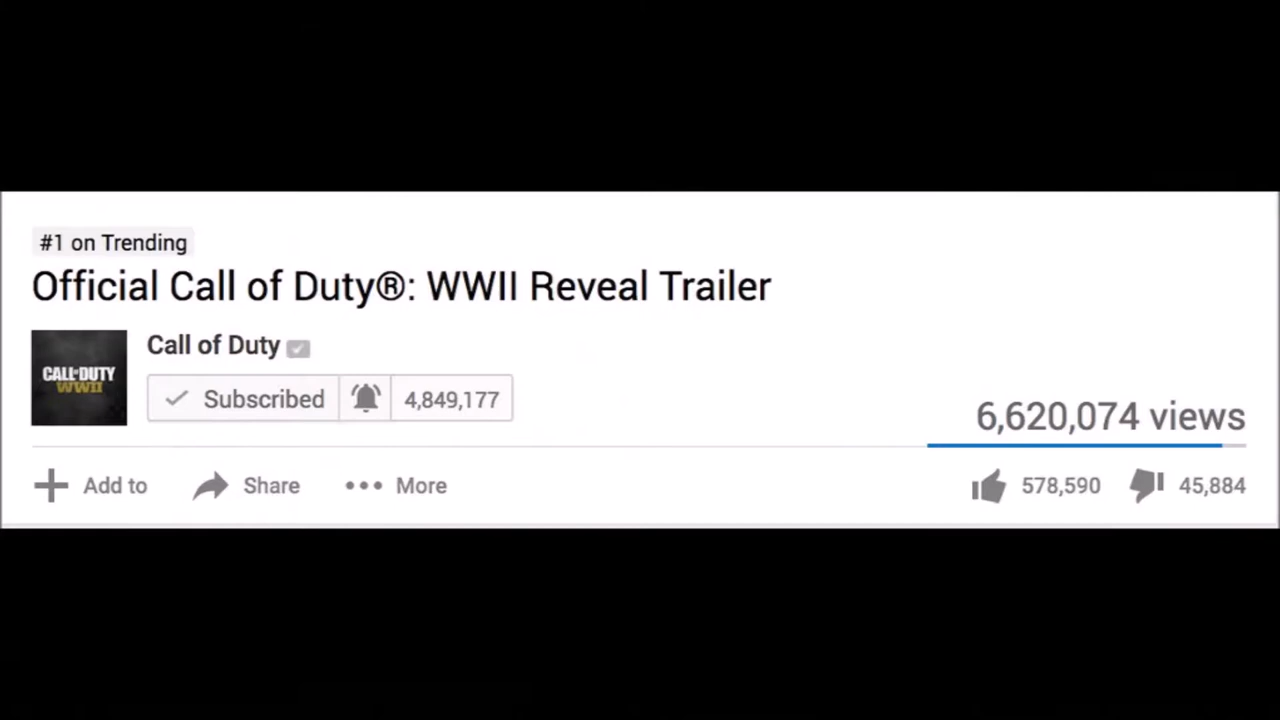 #1 on Trending
Official Call of Duty®: WWII Reveal Trailer
CALL OF DUTY
WWII
Call of Duty
Subscribed 4,849,177
6,620,074 views
Add to Share More 578,590 45,884